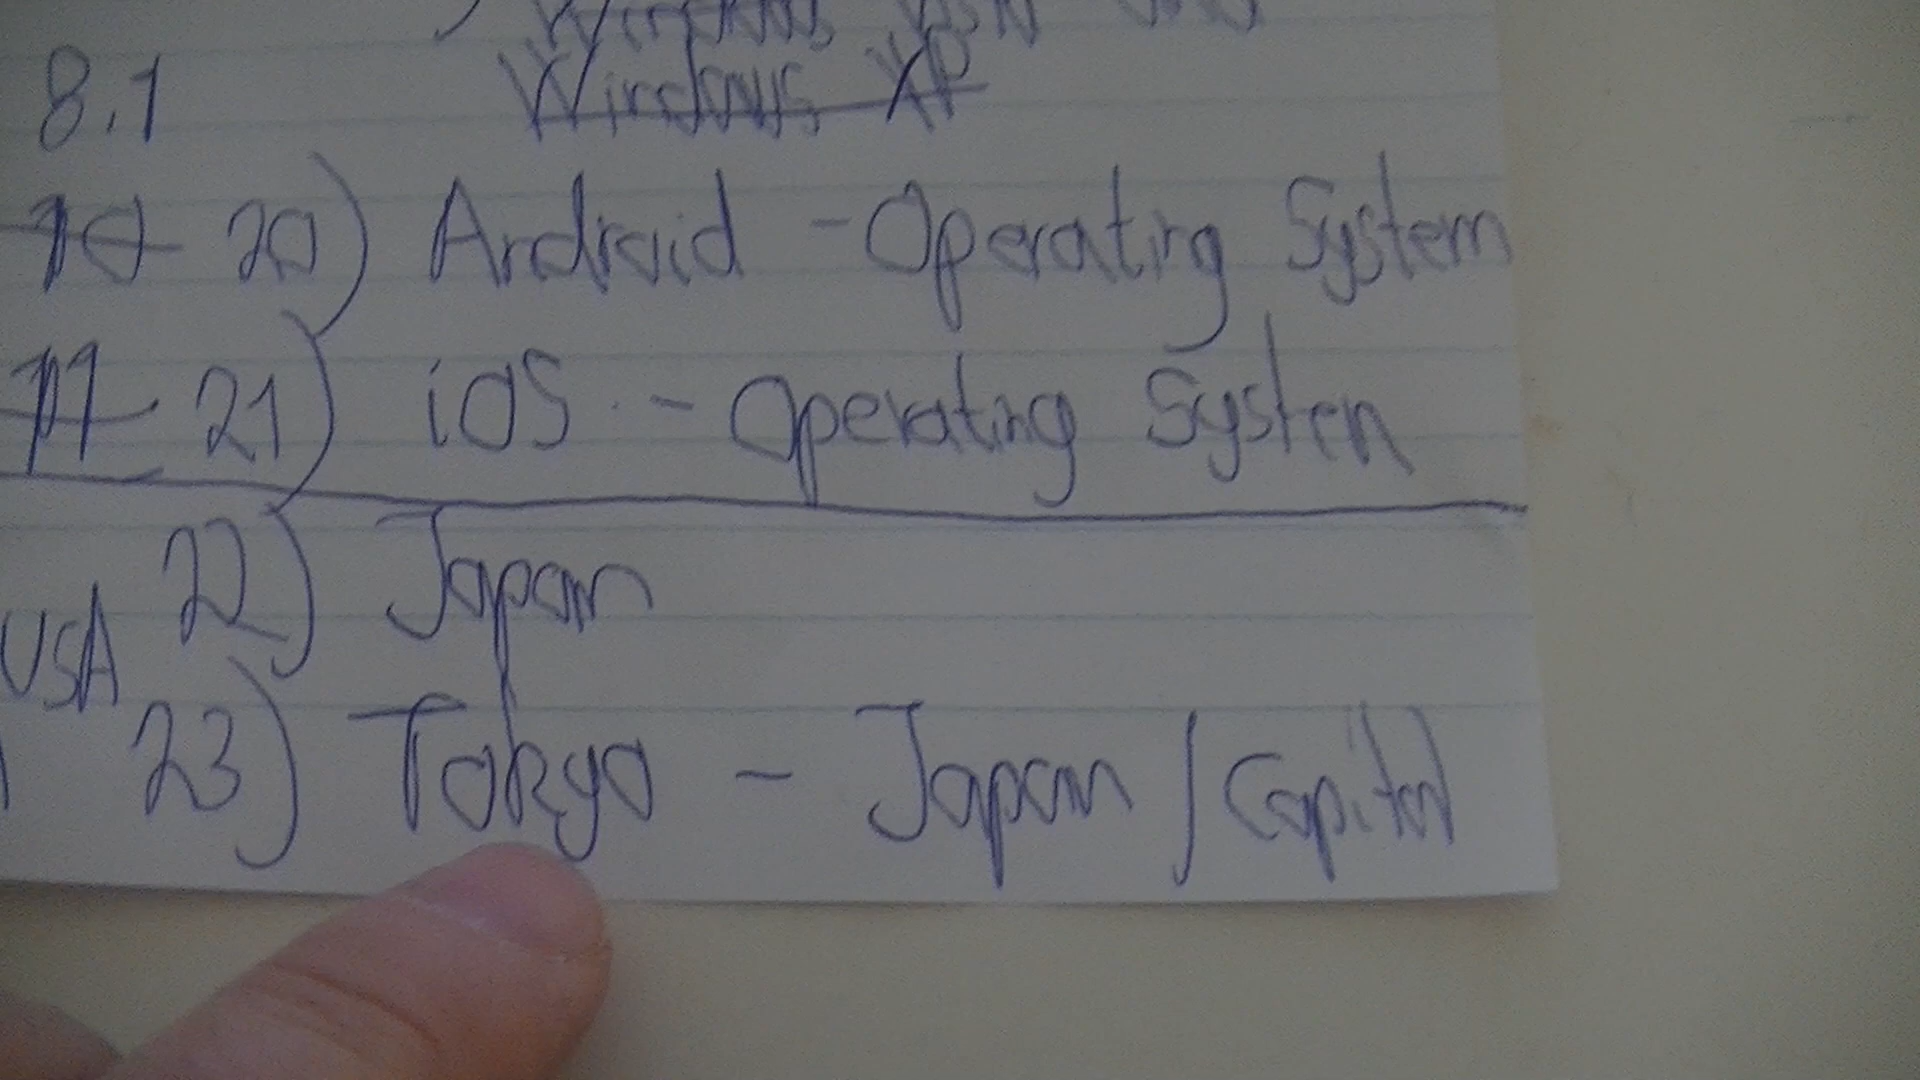 Windows
8.1 Windows XP
10 20) Android - Operating System
11 21) iOS - Operating System
22) Japan
USA
23) Tokyo - Japan / Capital